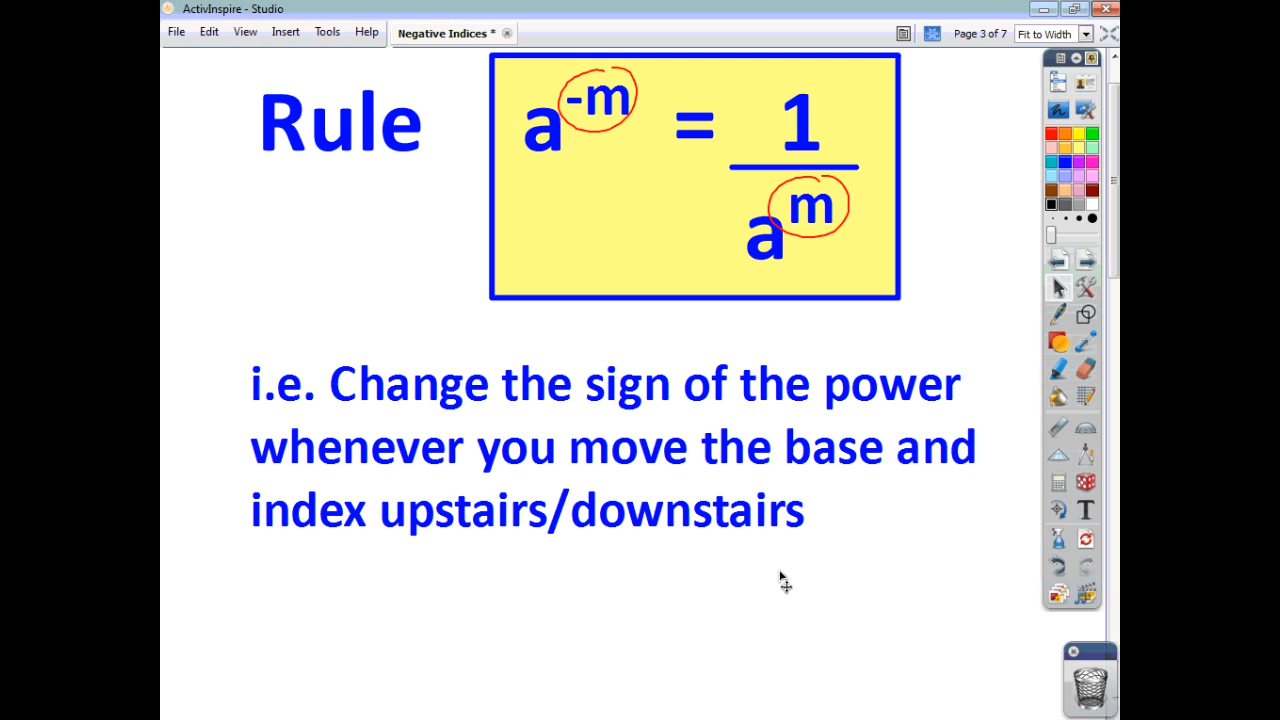 ActivInspire - Studio
File Edit View Insert Tools Help
Negative Indices *
Page 3 of 7
Fit to Width
Rule
a^-m = 1
a^m
i.e. Change the sign of the power
whenever you move the base and
index upstairs/downstairs
T